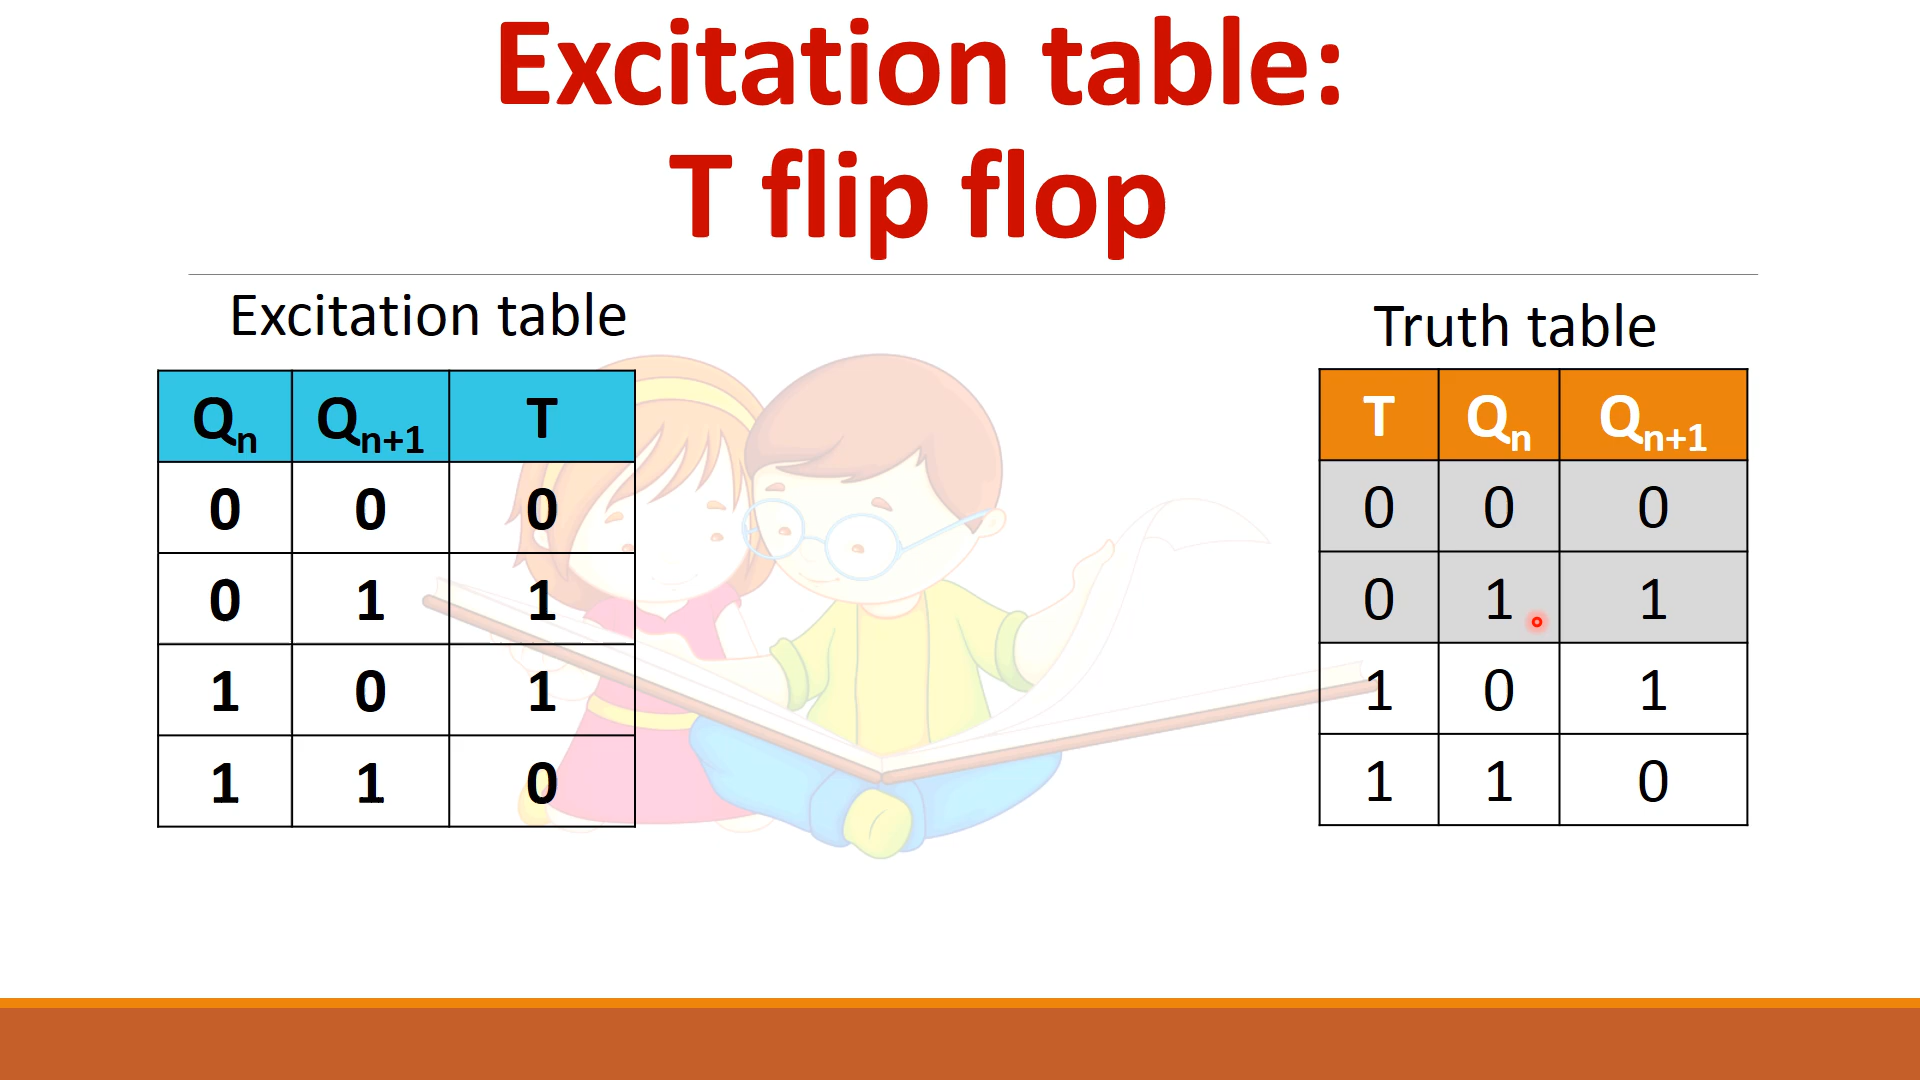 Excitation table:
T flip flop
Excitation table
Qn Qn+1 T
0 0 0
0 1 1
1 0 1
1 1 0
Truth table
T Qn Qn+1
0 0 0
0 1 1
1 0 1
1 1 0